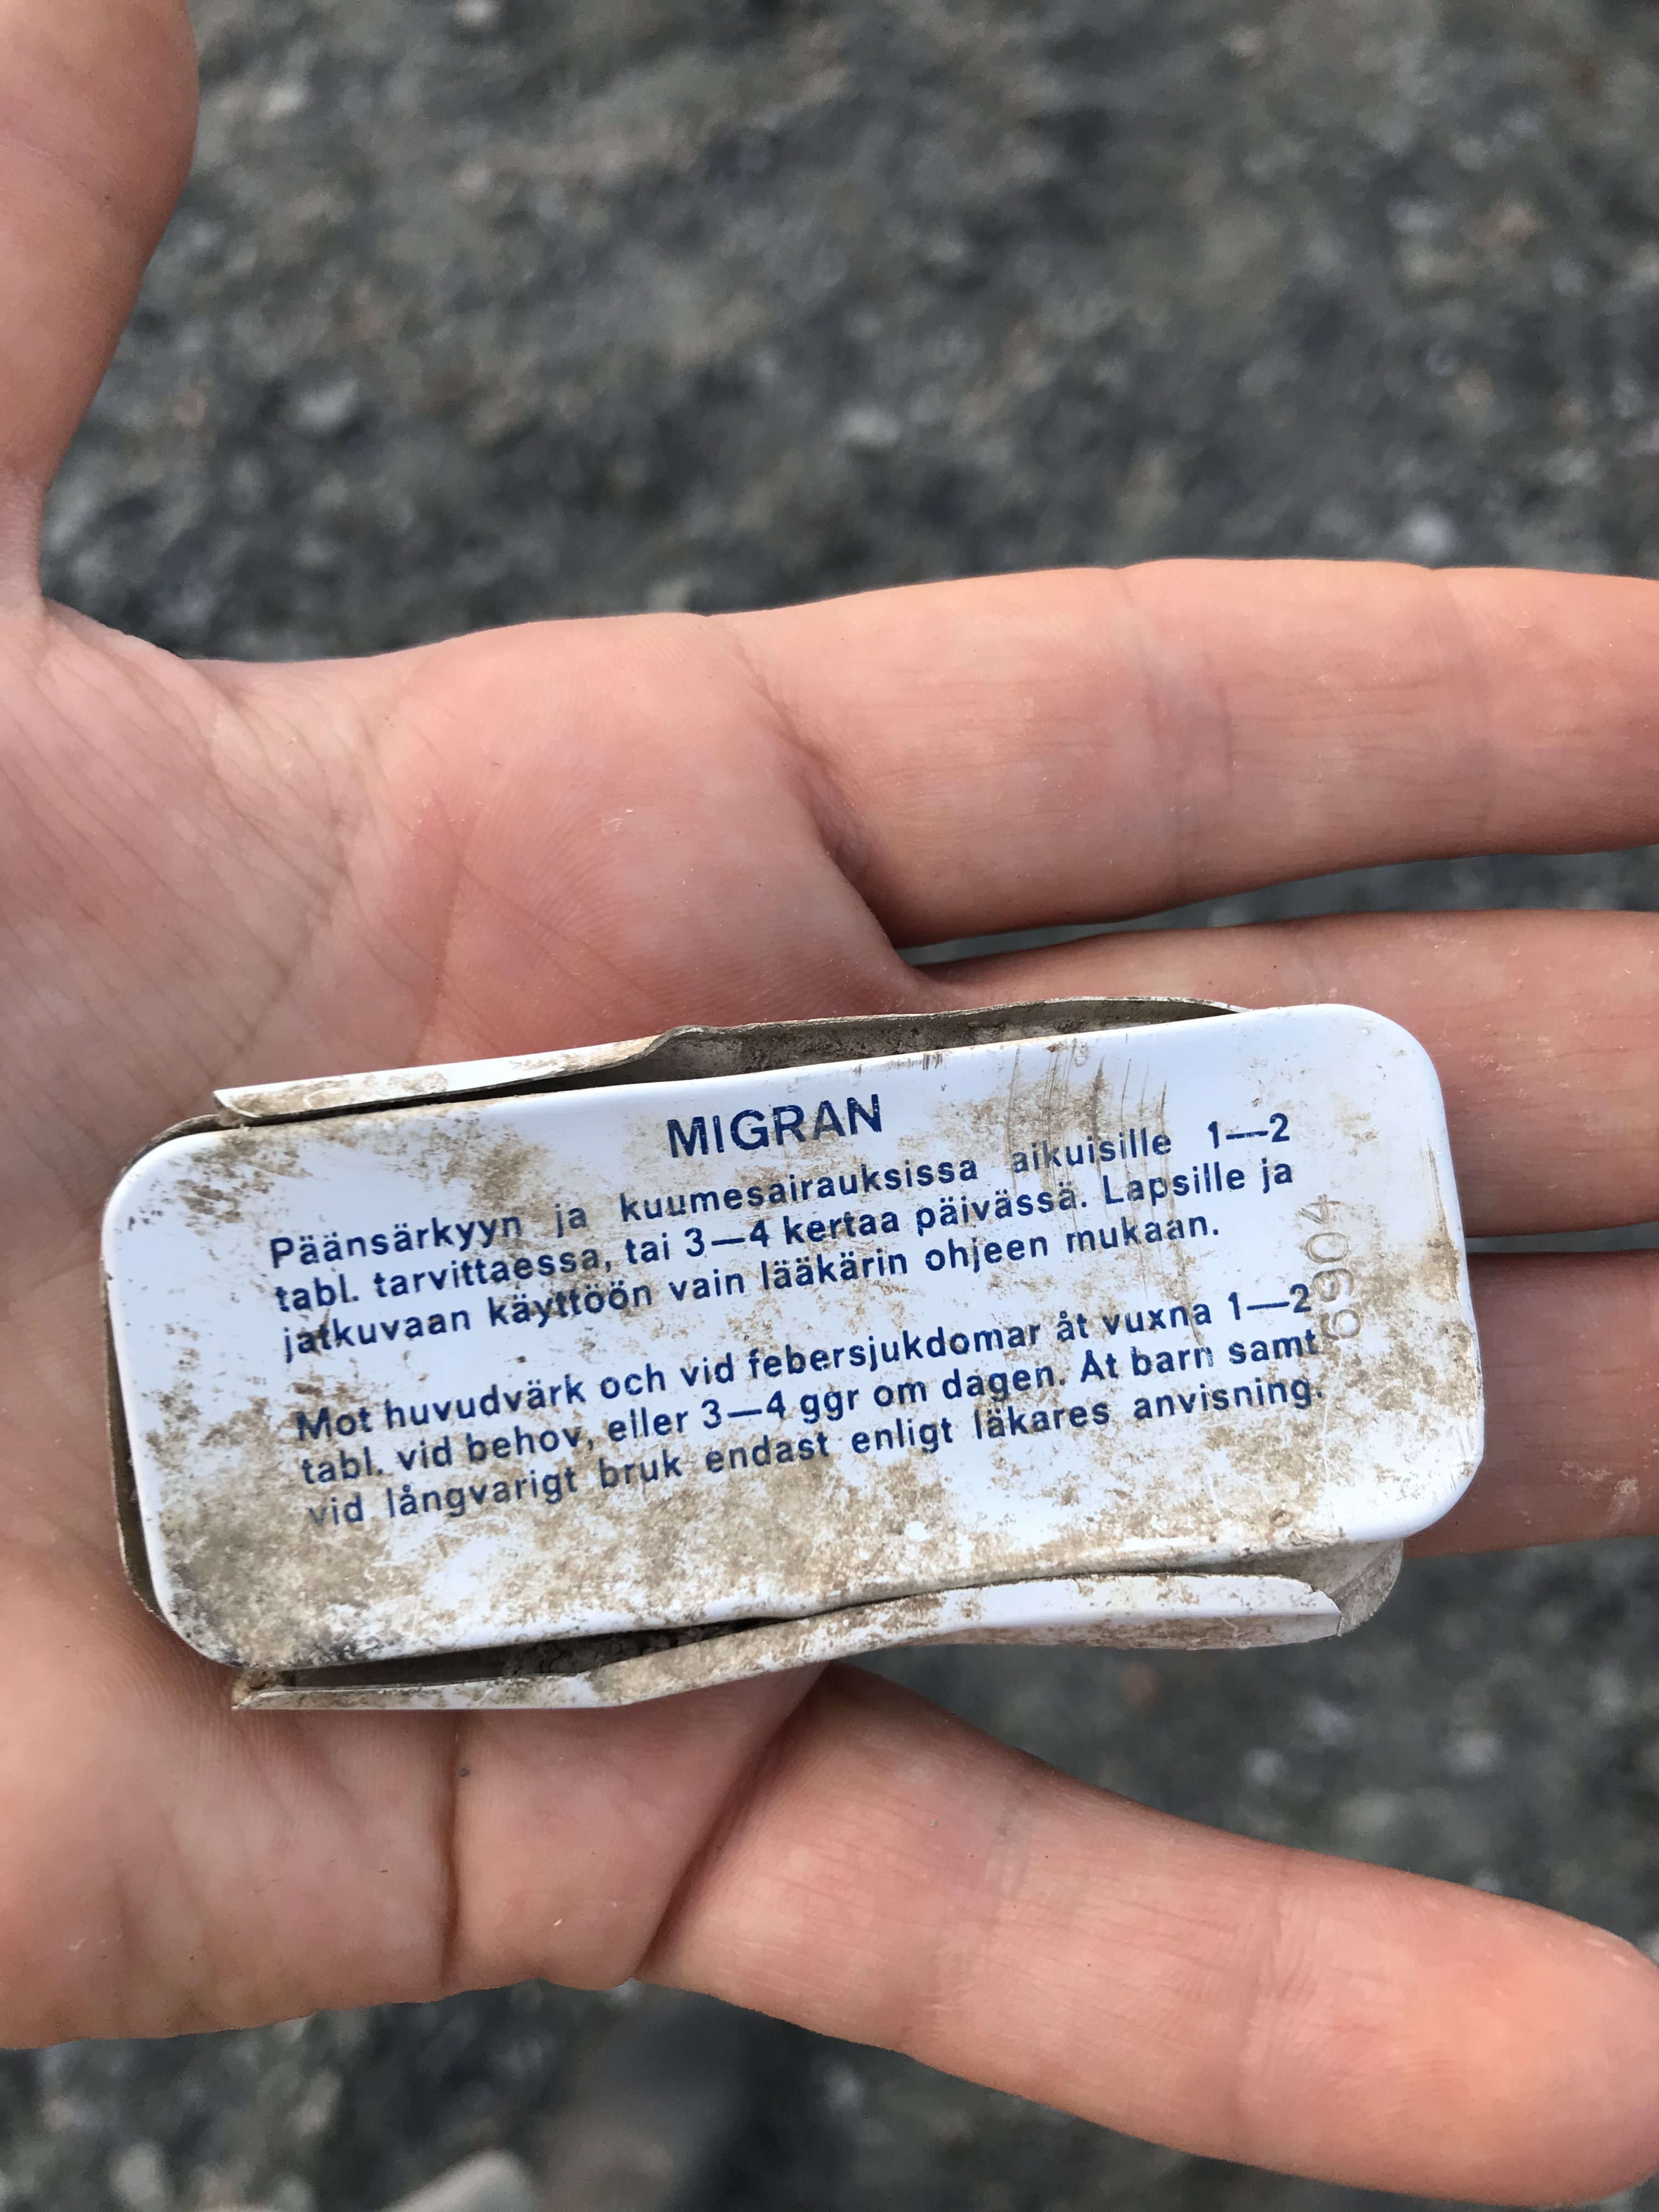 MIGRAN
Päänsärkyyn ja kuumesairauksissa aikuisille 1—2
tabl. tarvittaessa, tai 3—4 kertaa päivässä. Lapsille ja
jatkuvaan käyttöön vain lääkärin ohjeen mukaan.
Mot huvudvärk och vid febersjukdomar åt vuxna 1—2
tabl. vid behov, eller 3—4 ggr om dagen. Åt barn samt
vid långvarigt bruk endast enligt läkares anvisning.
6904